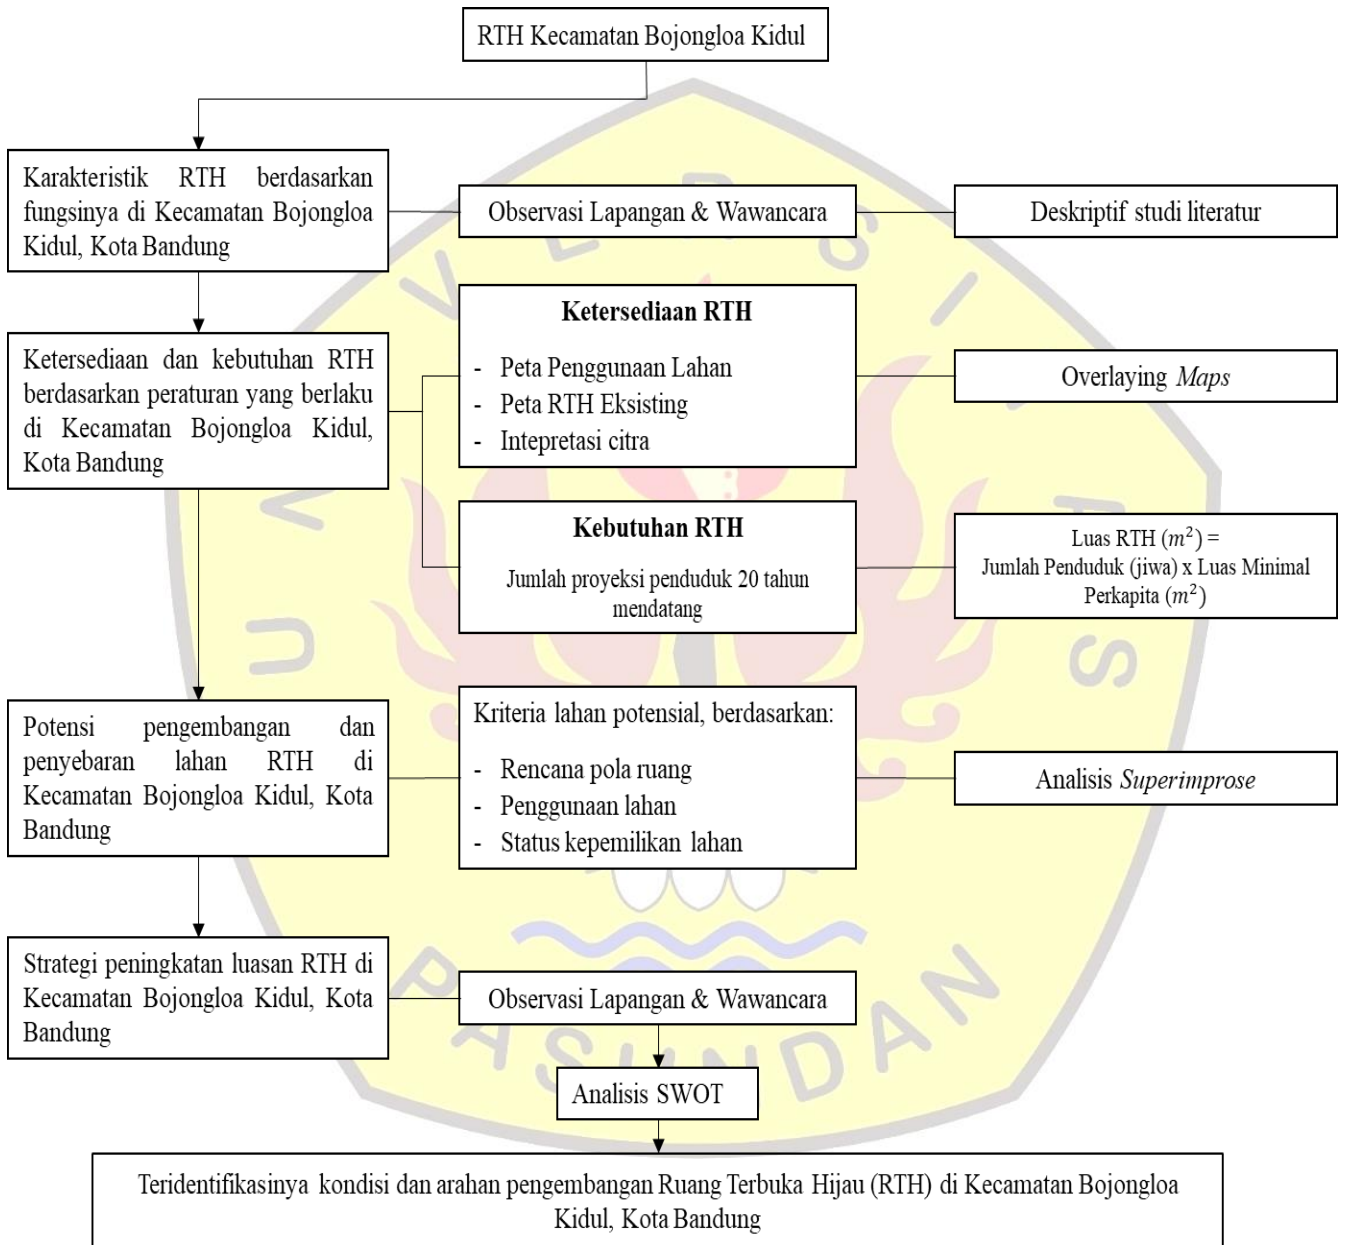 RTH Kecamatan Bojongloa Kidul
Karakteristik RTH berdasarkan
fungsinya di Kecamatan Bojongloa
Kidul, Kota Bandung
Observasi Lapangan & Wawancara
Deskriptif studi literatur
Ketersediaan dan kebutuhan RTH
berdasarkan peraturan yang berlaku
di Kecamatan Bojongloa Kidul,
Kota Bandung
Ketersediaan RTH
- Peta Penggunaan Lahan
- Peta RTH Eksisting
- Intepretasi citra
Overlaying Maps
Kebutuhan RTH
Jumlah proyeksi penduduk 20 tahun
mendatang
Luas RTH (m²) =
Jumlah Penduduk (jiwa) x Luas Minimal
Perkapita (m²)
Potensi pengembangan dan
penyebaran lahan RTH di
Kecamatan Bojongloa Kidul, Kota
Bandung
Kriteria lahan potensial, berdasarkan:
- Rencana pola ruang
- Penggunaan lahan
- Status kepemilikan lahan
Analisis Superimprose
Strategi peningkatan luasan RTH di
Kecamatan Bojongloa Kidul, Kota
Bandung
Observasi Lapangan & Wawancara
Analisis SWOT
Teridentifikasinya kondisi dan arahan pengembangan Ruang Terbuka Hijau (RTH) di Kecamatan Bojongloa
Kidul, Kota Bandung
UNIVERSITAS
PASUNDAN